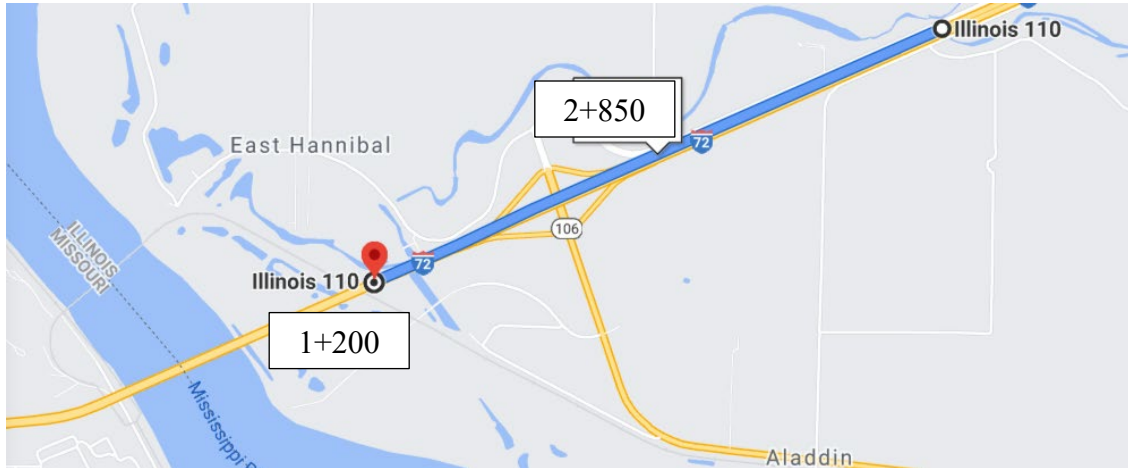 Illinois 110
2+850
72
East Hannibal
106
ILLINOIS
MISSOURI
72
Illinois 110
1+200
Mississippi
Aladdin